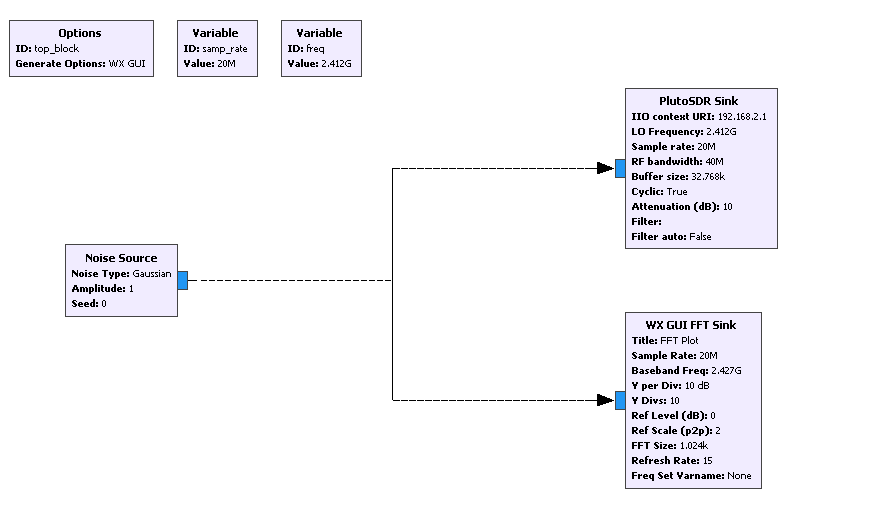 Options
ID: top_block
Generate Options: WX GUI
Variable
ID: samp_rate
Value: 20M
Variable
ID: freq
Value: 2.412G
PlutoSDR Sink
IIO context URI: 192.168.2.1
LO Frequency: 2.412G
Sample rate: 20M
RF bandwidth: 40M
Buffer size: 32.768k
Cyclic: True
Attenuation (dB): 10
Filter:
Filter auto: False
Noise Source
Noise Type: Gaussian
Amplitude: 1
Seed: 0
WX GUI FFT Sink
Title: FFT Plot
Sample Rate: 20M
Baseband Freq: 2.427G
Y per Div: 10 dB
Y Divs: 10
Ref Level (dB): 0
Ref Scale (p2p): 2
FFT Size: 1.024k
Refresh Rate: 15
Freq Set Varname: None